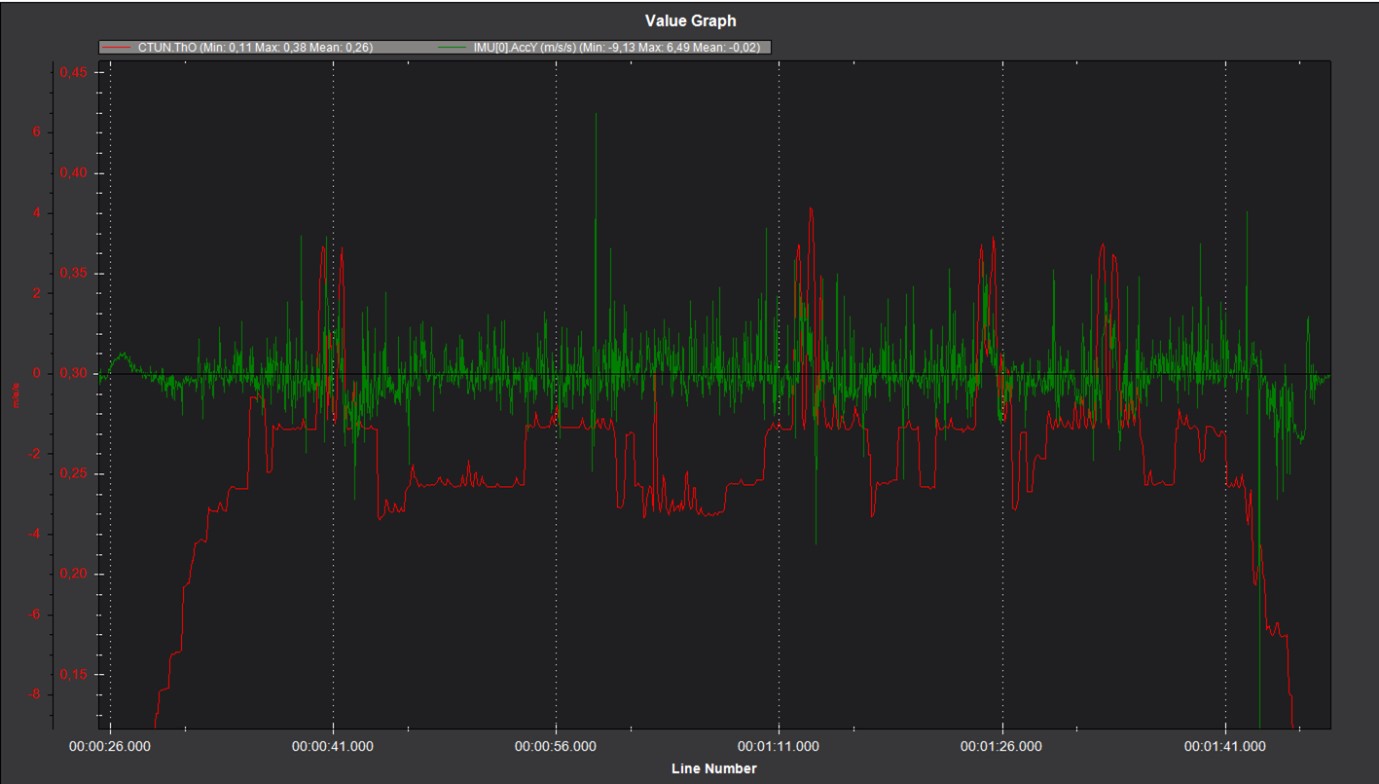 Value Graph
CTUN.ThO (Min: 0,11 Max: 0,38 Mean: 0,26) IMU[0].AccY (m/s/s) (Min: -9,13 Max: 6,49 Mean: -0,02)
0,45
6
0,40
4
0,35
2
0 0,30
m/s/s
-2
0,25
-4
0,20
-6
0,15
-8
00:00:26.000 00:00:41.000 00:00:56.000 00:01:11.000 00:01:26.000 00:01:41.000
Line Number